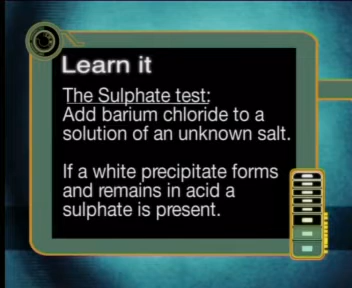 Learn it
The Sulphate test:
Add barium chloride to a
solution of an unknown salt.
If a white precipitate forms
and remains in acid a
sulphate is present.